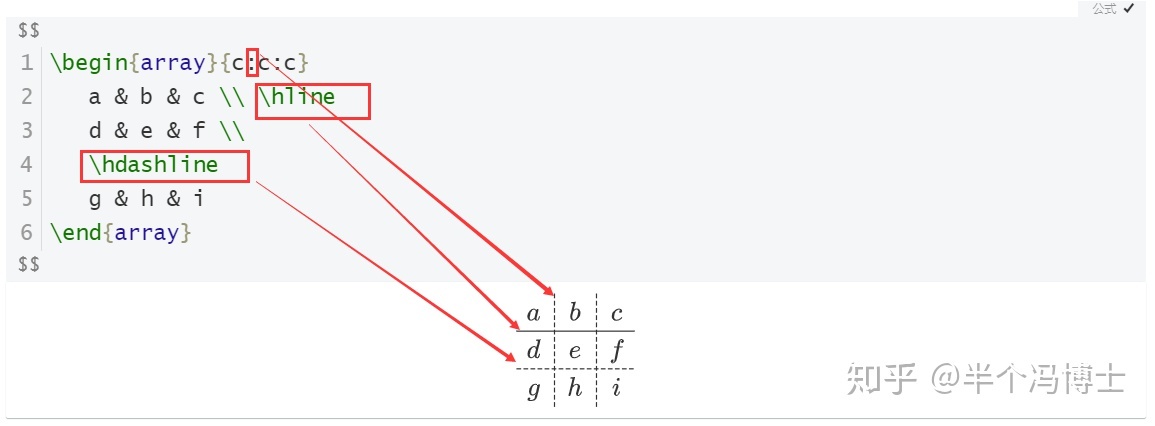 公式 ✓
$$
1 \begin{array}{c:c:c}
2 a & b & c \\ \hline
3 d & e & f \\
4 \hdashline
5 g & h & i
6 \end{array}
$$
a b c
d e f
g h i
知乎 @半个冯博士